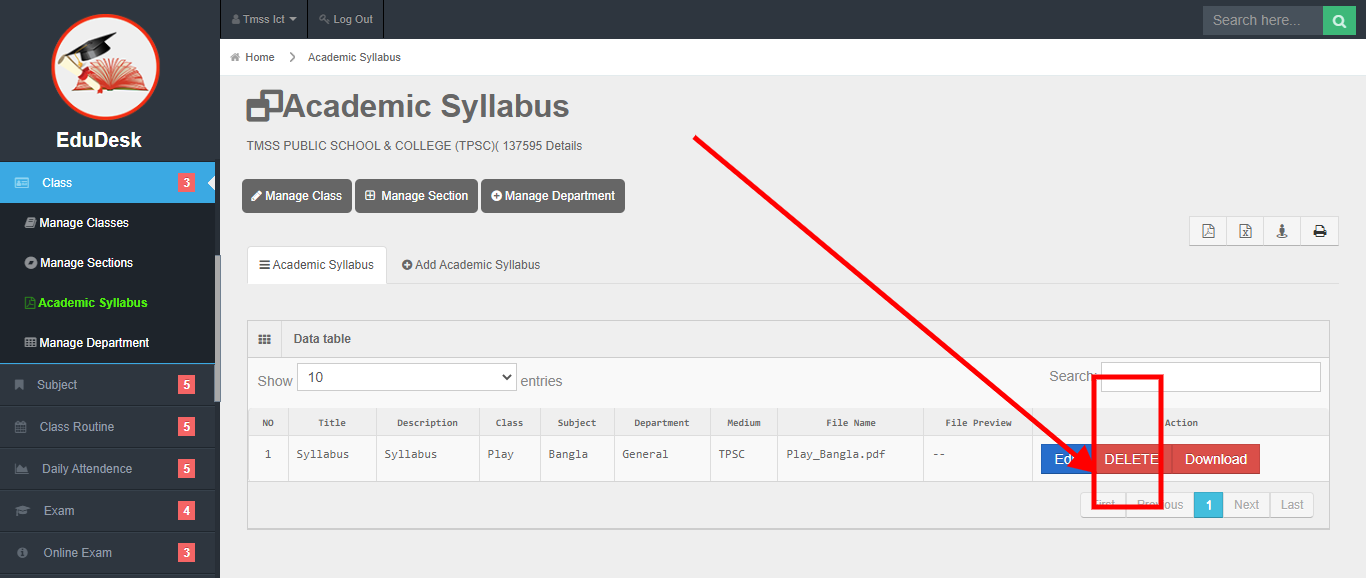 Tmss Ict
Log Out
Search here...
EduDesk
Home
Academic Syllabus
Academic Syllabus
TMSS PUBLIC SCHOOL & COLLEGE (TPSC)( 137595 Details
Manage Class
Manage Section
Manage Department
Class
3
Manage Classes
Manage Sections
Academic Syllabus
Manage Department
Subject
5
Class Routine
5
Daily Attendence
5
Exam
4
Online Exam
3
Academic Syllabus
Add Academic Syllabus
Data table
Show 10 entries
Search:
NO Title Description Class Subject Department Medium File Name File Preview Action
1 Syllabus Syllabus Play Bangla General TPSC Play_Bangla.pdf -- DELETE Download
First Previous 1 Next Last